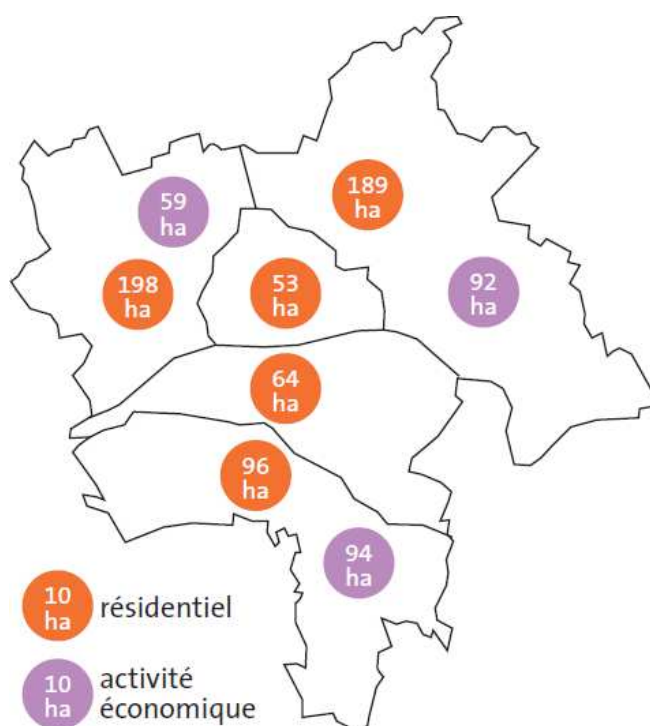 189
ha
59
ha
198
ha
53
ha
92
ha
64
ha
96
ha
94
ha
10
ha
résidentiel
10
ha
activité
économique